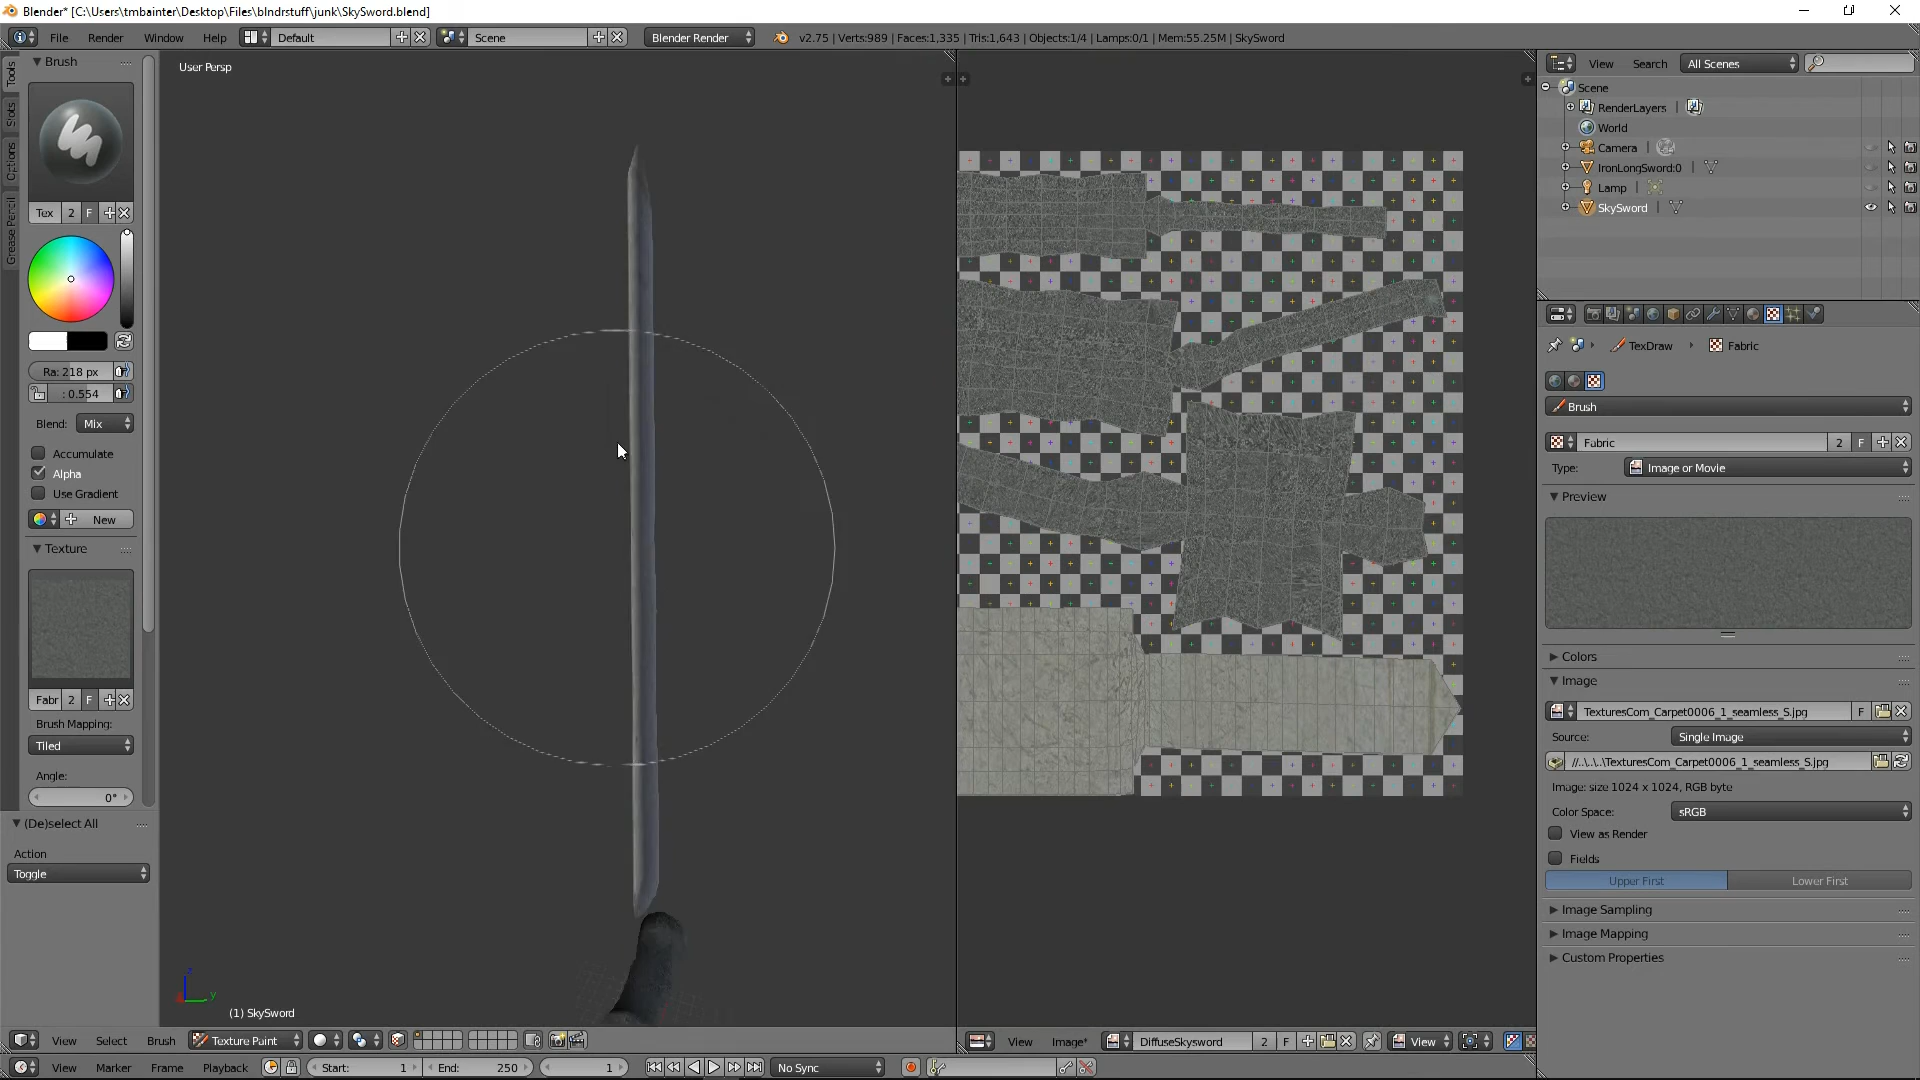 Blender* [C:\Users\tmbainter\Desktop\Files\blndrstuff\junk\SkySword.blend]
File Render Window Help Default Scene Blender Render v2.75 | Verts:989 | Faces:1,335 | Tris:1,643 | Objects:1/4 | Lamps:0/1 | Mem:55.25M | SkySword
Tools
Slots
Options
Grease Pencil
Brush
Tex 2 F
Ra: 218 px
: 0.554
Blend: Mix
Accumulate
Alpha
Use Gradient
New
Texture
Fabr 2 F
Brush Mapping:
Tiled
Angle:
0°
(De)select All
Action
Toggle
User Persp
z
y
(1) SkySword
View Select Brush Texture Paint
View Image* DiffuseSkysword 2 F View
View Marker Frame Playback Start: 1 End: 250 1 No Sync
View Search All Scenes
Scene
RenderLayers
World
Camera
IronLongSword:0
Lamp
SkySword
TexDraw Fabric
Brush
Fabric 2 F
Type: Image or Movie
Preview
Colors
Image
TexturesCom_Carpet0006_1_seamless_S.jpg F
Source: Single Image
//..\..\..\TexturesCom_Carpet0006_1_seamless_S.jpg
Image: size 1024 x 1024, RGB byte
Color Space: sRGB
View as Render
Fields
Upper First Lower First
Image Sampling
Image Mapping
Custom Properties